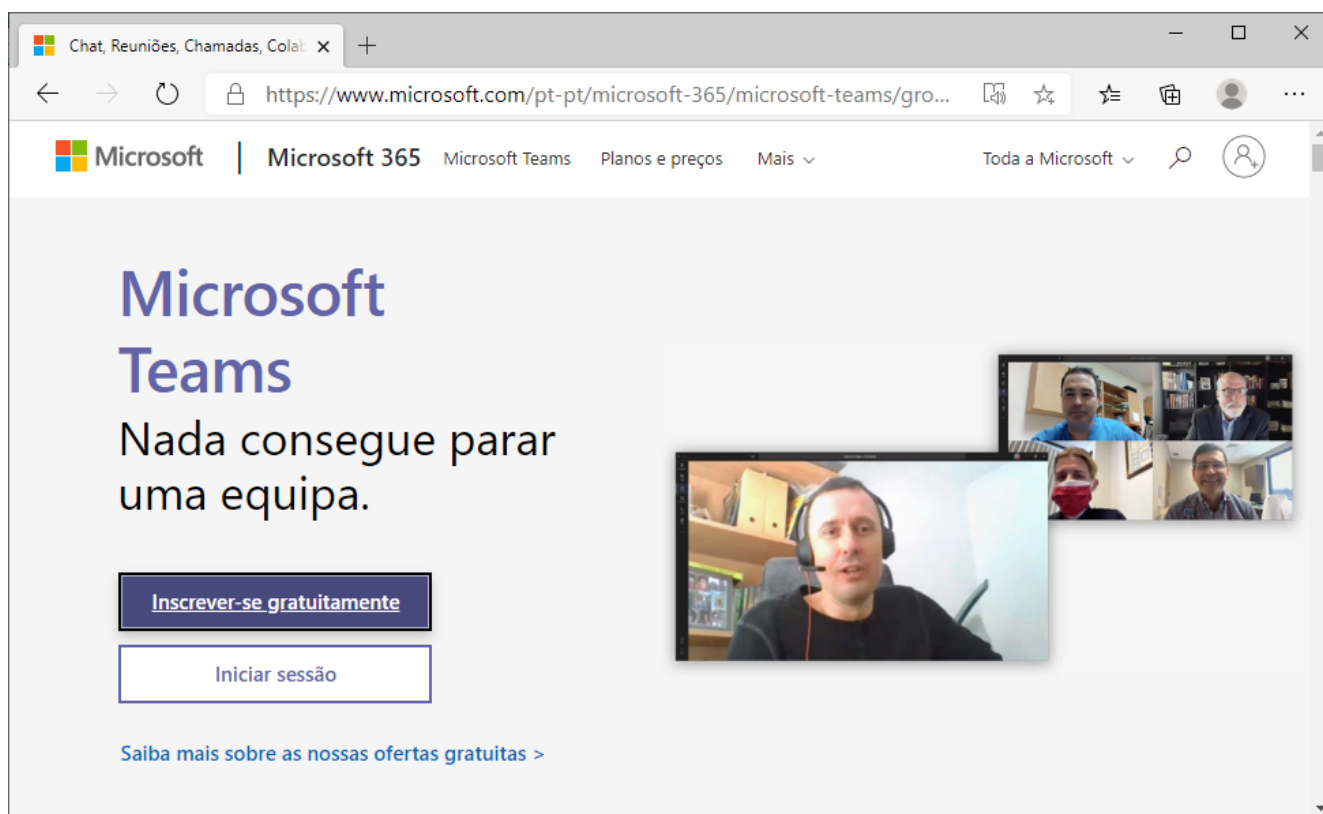 Chat, Reuniões, Chamadas, Colab
https://www.microsoft.com/pt-pt/microsoft-365/microsoft-teams/gro...
Microsoft | Microsoft 365 Microsoft Teams Planos e preços Mais Toda a Microsoft
Microsoft
Teams
Nada consegue parar
uma equipa.
Inscrever-se gratuitamente
Iniciar sessão
Saiba mais sobre as nossas ofertas gratuitas >